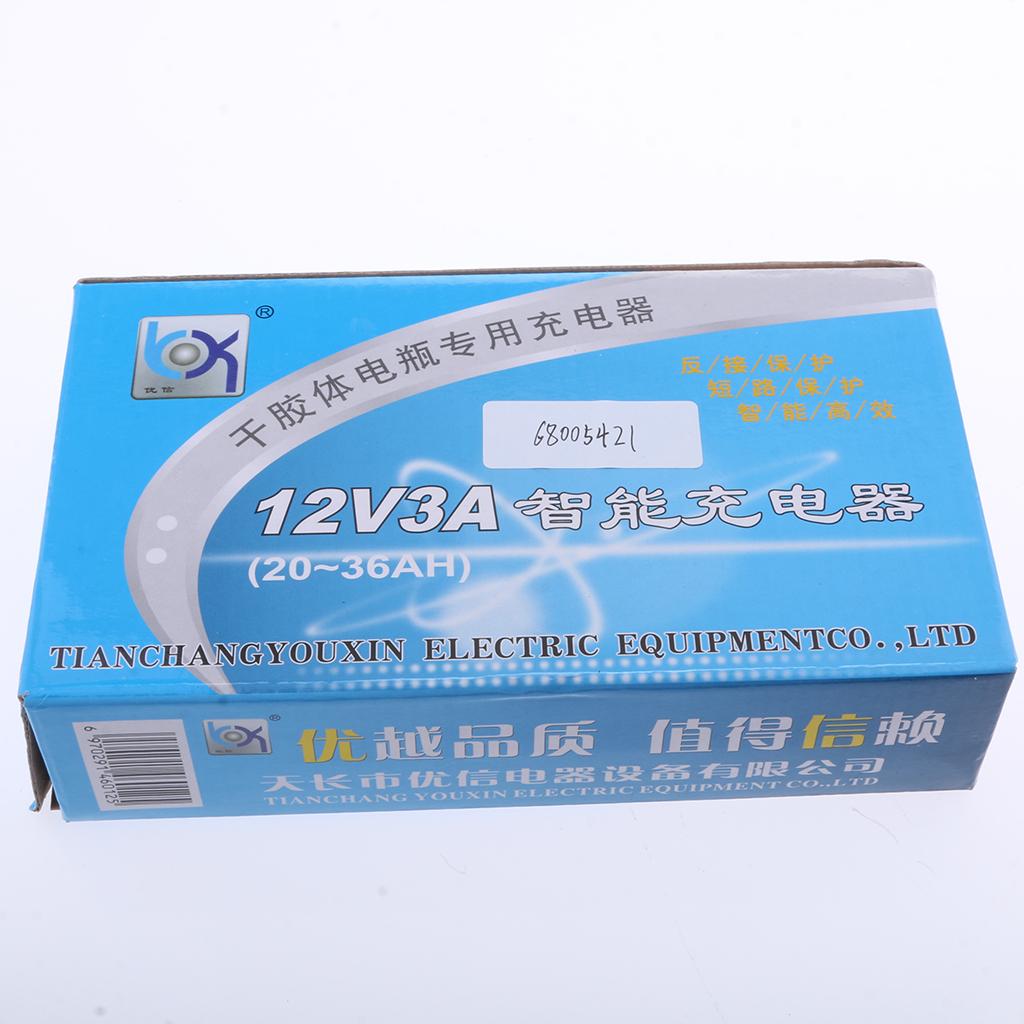 优信
®
干胶体电瓶专用充电器
反/接/保/护
短/路/保/护
智/能/高/效
68005421
12V3A 智能充电器
(20~36AH)
TIANCHANGYOUXIN ELECTRIC EQUIPMENTCO.,LTD
®
优越品质 值得信赖
天长市优信电器设备有限公司
TIANCHANG YOUXIN ELECTRIC EQUIPMENT CO.,LTD
6970291460125